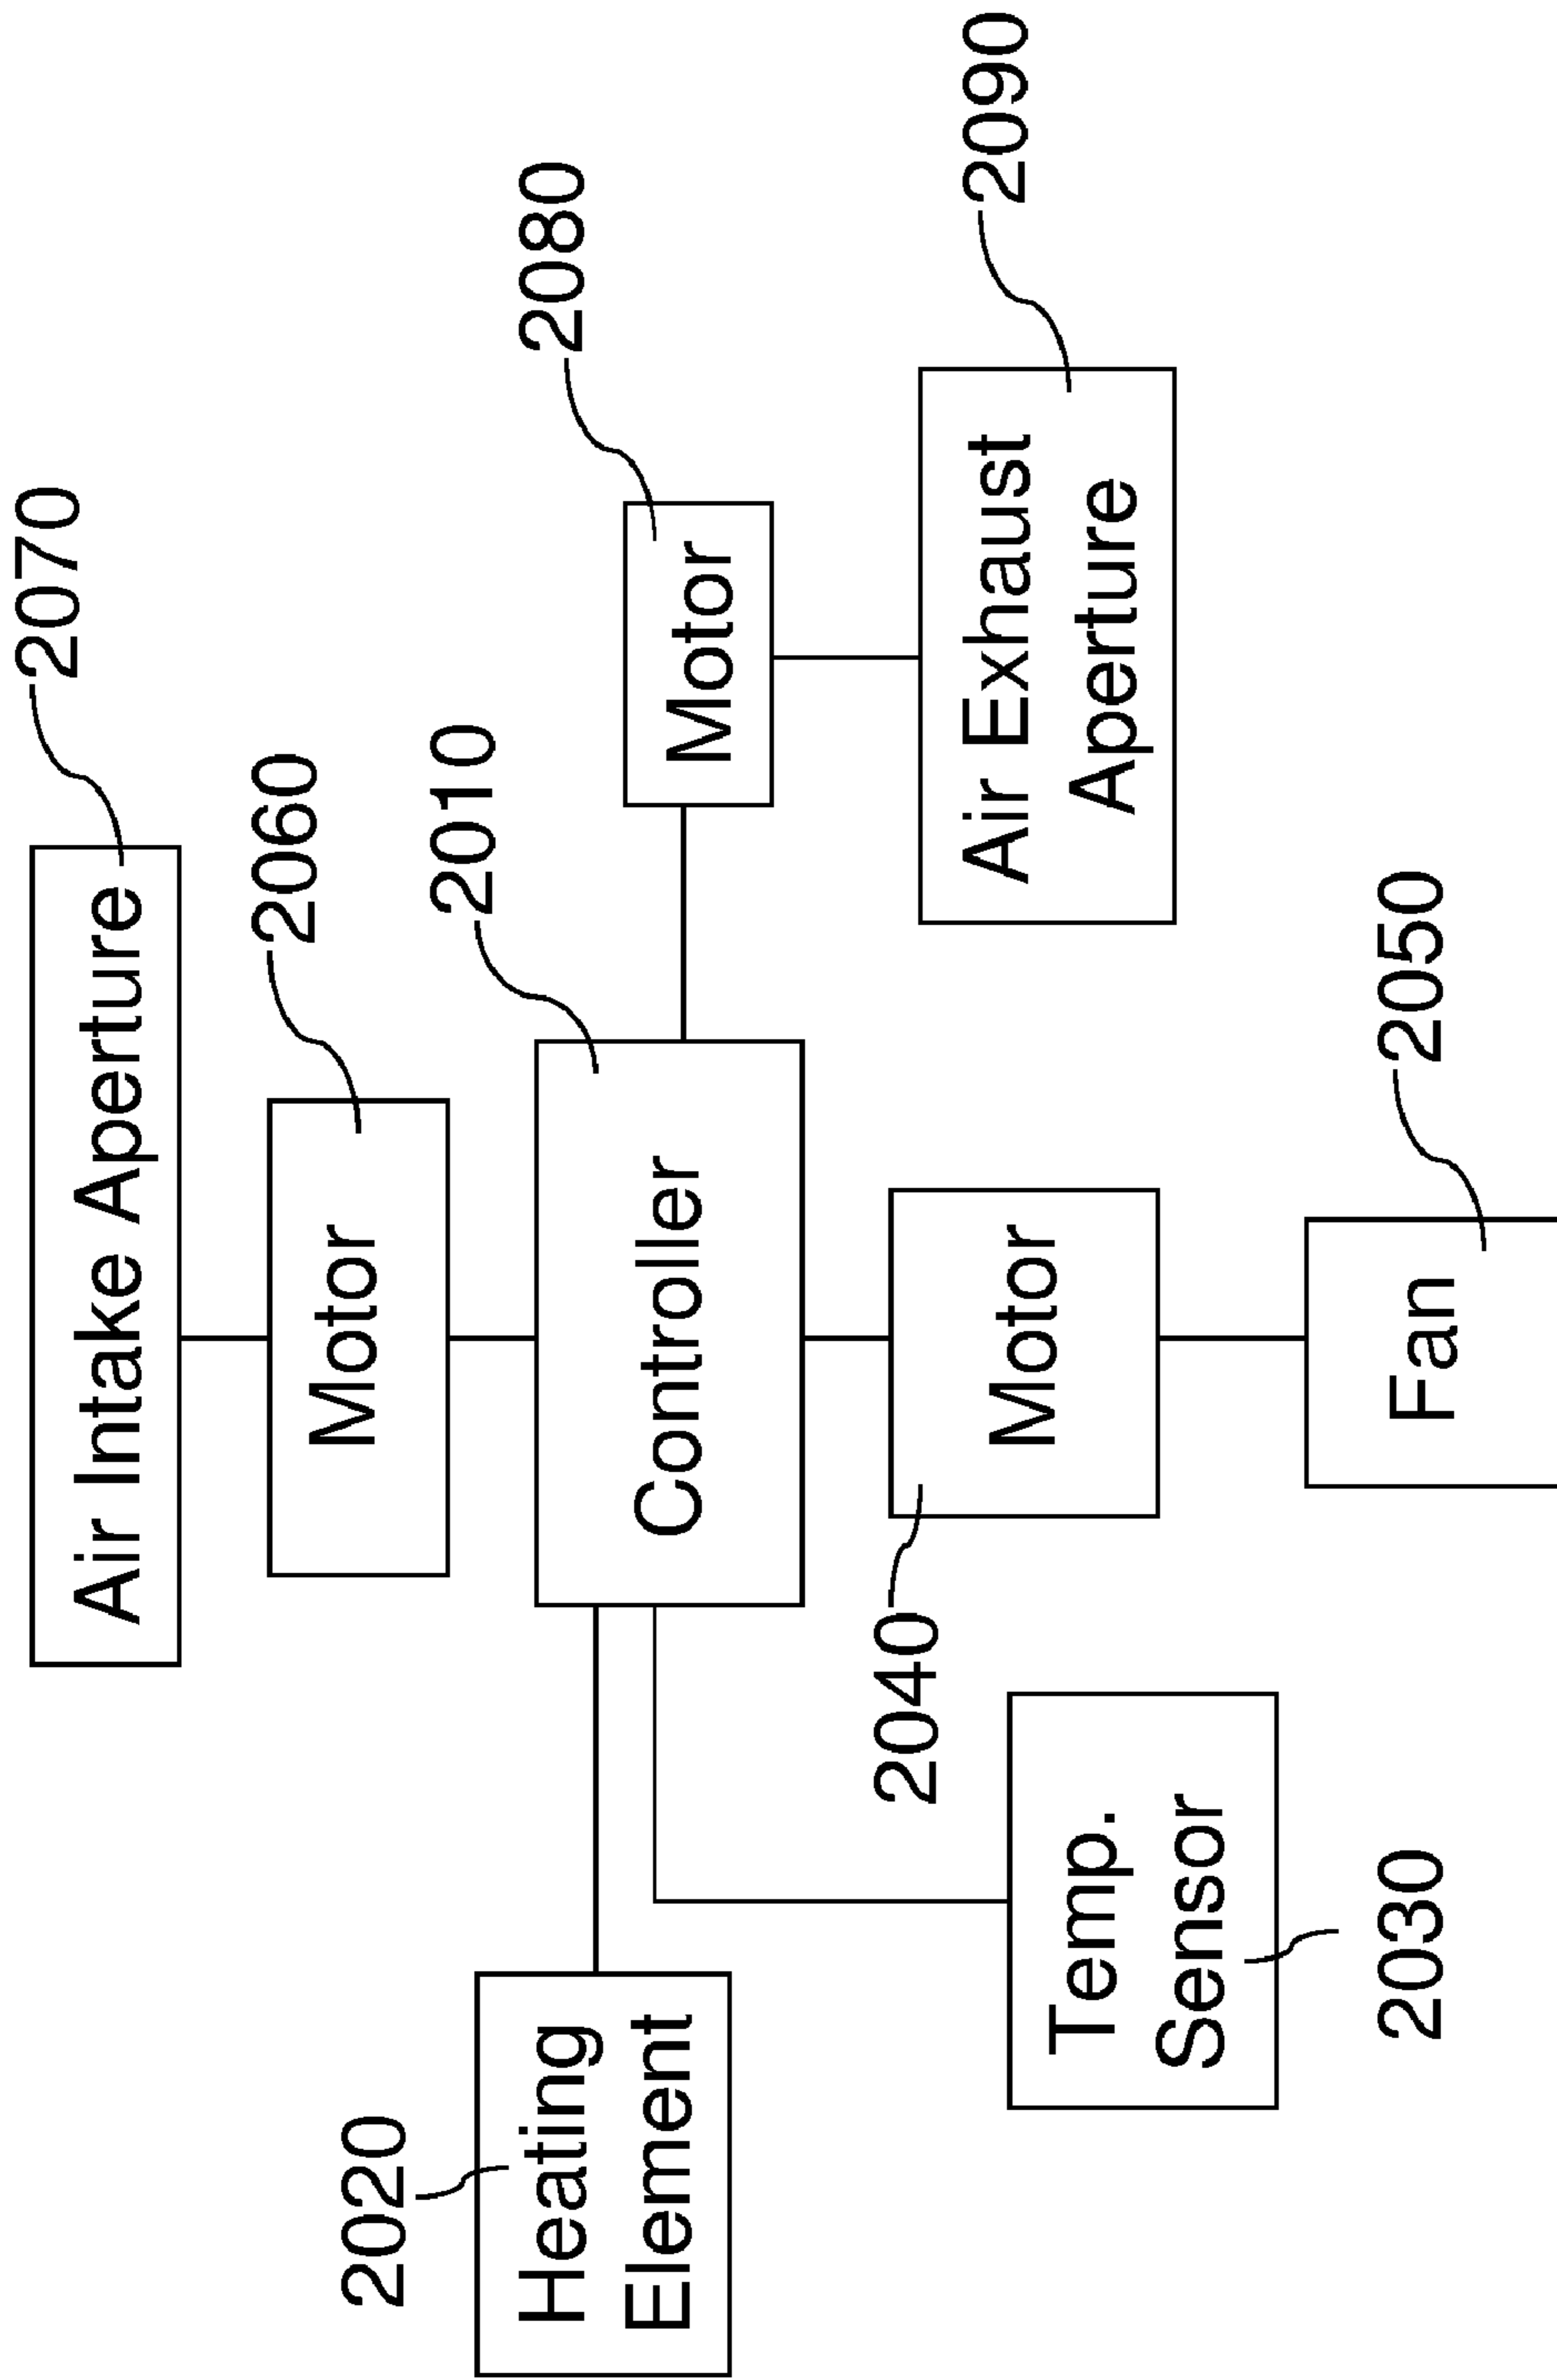 Air Intake Aperture
2070
Motor
2060
2020
Heating
Element
Controller
2010
Motor
2080
Temp.
Sensor
2030
2040
Motor
Air Exhaust
Aperture
2090
Fan
2050